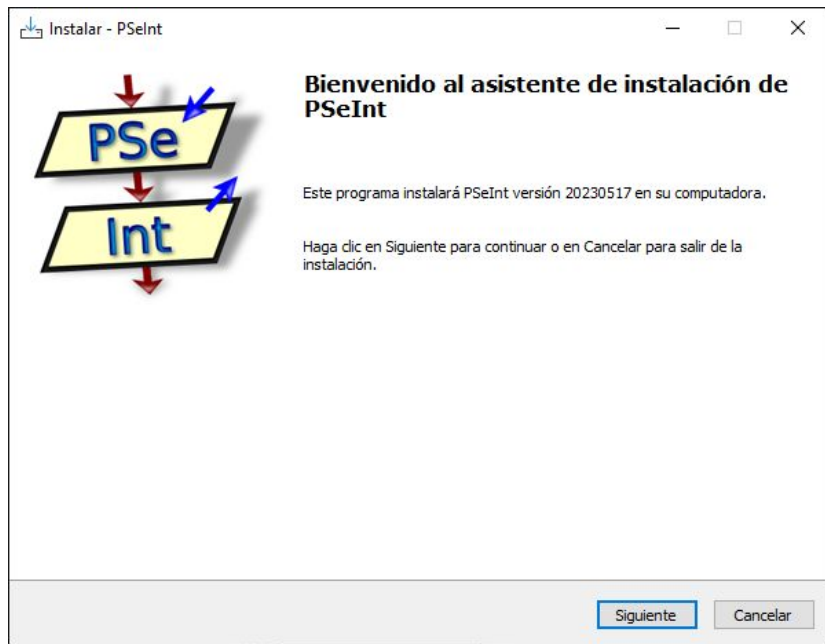 Instalar - PSeInt
Bienvenido al asistente de instalación de
PSeInt
PSe
Int
Este programa instalará PSeInt versión 20230517 en su computadora.
Haga clic en Siguiente para continuar o en Cancelar para salir de la
instalación.
Siguiente
Cancelar